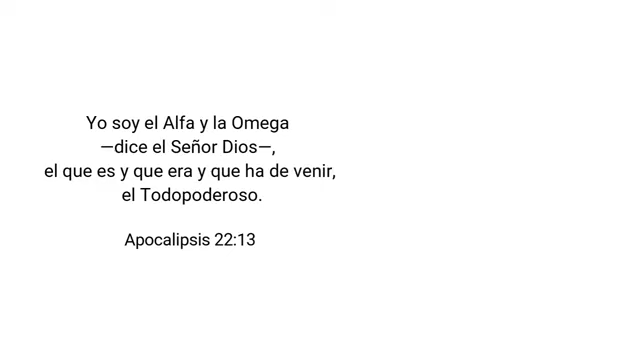 Yo soy el Alfa y la Omega
—dice el Señor Dios—,
el que es y que era y que ha de venir,
el Todopoderoso.
Apocalipsis 22:13